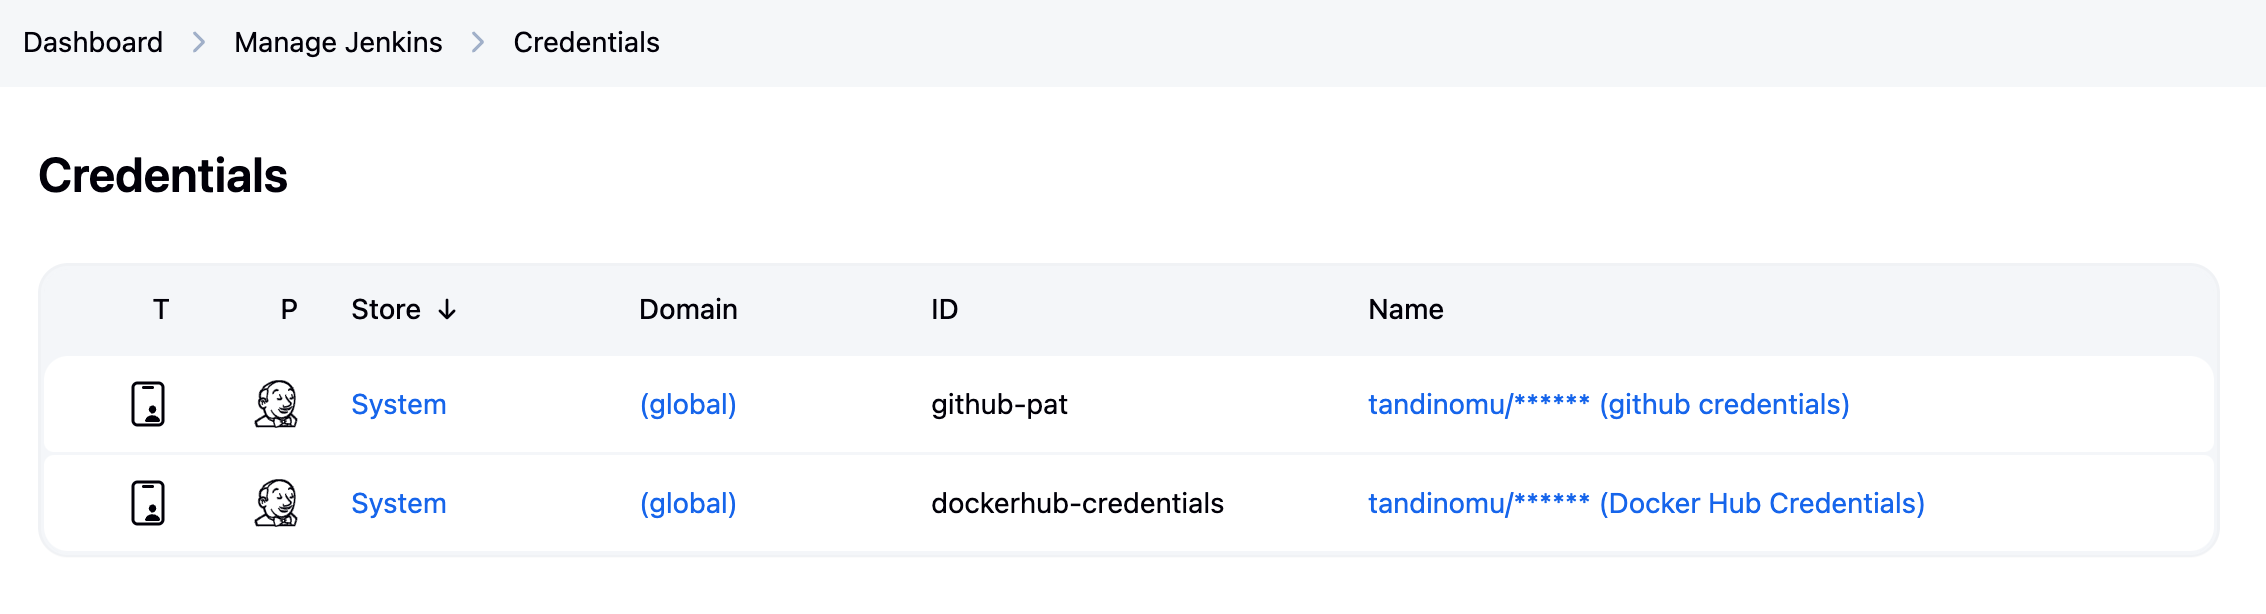 Dashboard > Manage Jenkins > Credentials
Credentials
T P Store ↓ Domain ID Name
System (global) github-pat tandinomu/****** (github credentials)
System (global) dockerhub-credentials tandinomu/****** (Docker Hub Credentials)